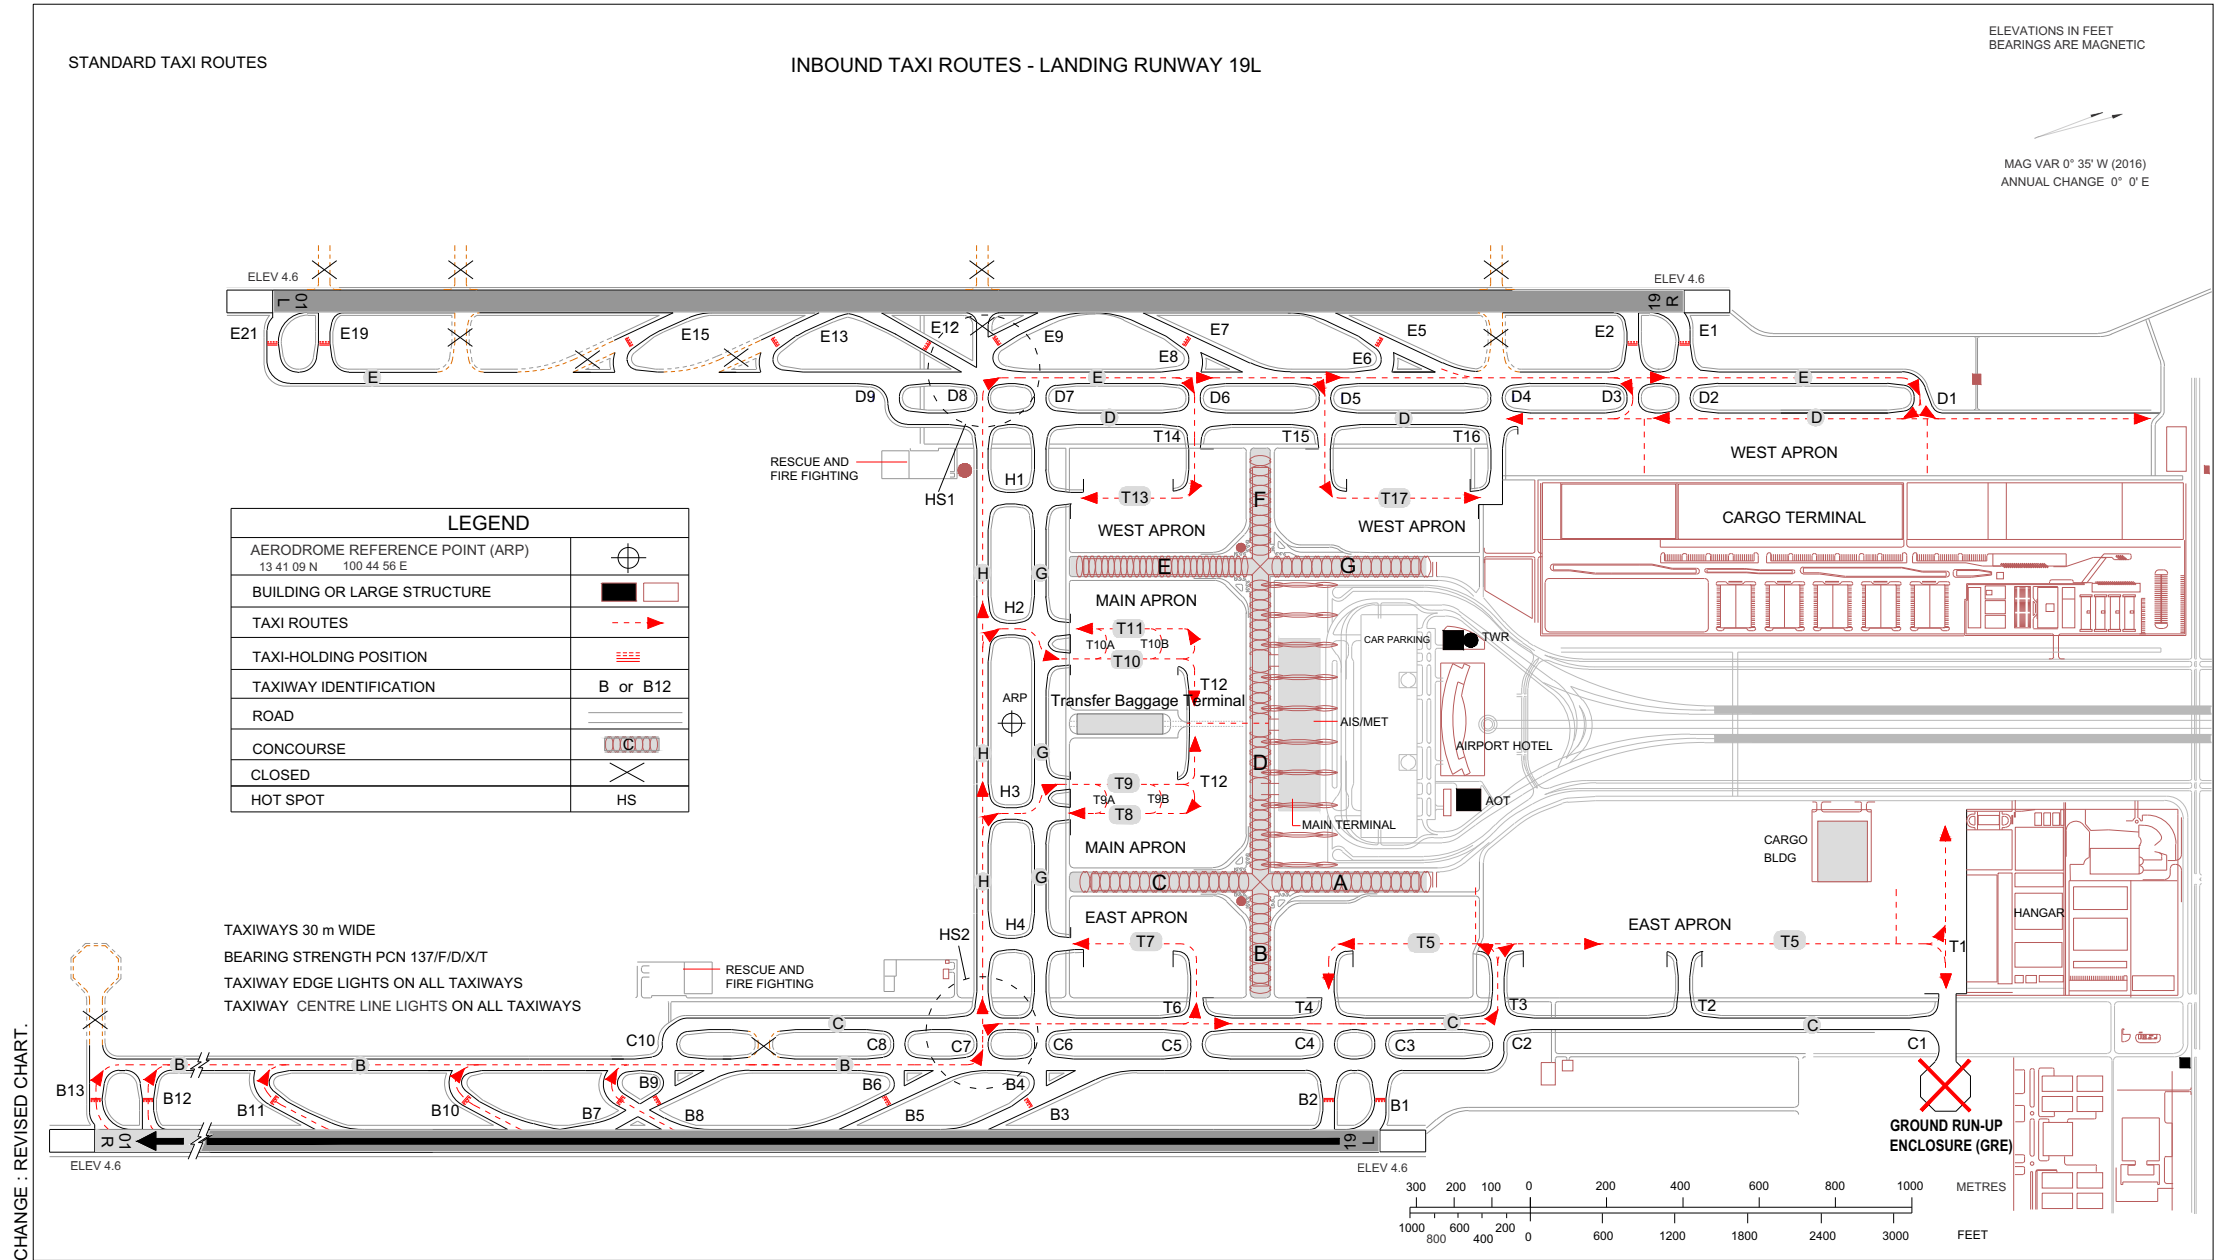 ELEVATIONS IN FEET
BEARINGS ARE MAGNETIC
STANDARD TAXI ROUTES
INBOUND TAXI ROUTES - LANDING RUNWAY 19L
MAG VAR 0° 35' W (2016)
ANNUAL CHANGE 0° 0' E
ELEV 4.6
ELEV 4.6
01
L
19
R
E21
E19
E15
E13
E12
E9
E8
E7
E6
E5
E2
E1
E
E
E
D9
D8
D7
D6
D5
D4
D3
D2
D1
D
D
D
T14
T15
T16
WEST APRON
RESCUE AND
FIRE FIGHTING
HS1
H1
T13
F
T17
WEST APRON
WEST APRON
CARGO TERMINAL
LEGEND
AERODROME REFERENCE POINT (ARP)
13 41 09 N 100 44 56 E
BUILDING OR LARGE STRUCTURE
TAXI ROUTES
TAXI-HOLDING POSITION
TAXIWAY IDENTIFICATION B or B12
ROAD
CONCOURSE C
CLOSED
HOT SPOT HS
H
G
E
G
H2
MAIN APRON
T11
T10A
T10B
T10
CAR PARKING
TWR
T12
ARP
Transfer Baggage Terminal
AIS/MET
AIRPORT HOTEL
H
G
D
H3
T9
T12
T9A
T9B
T8
AOT
MAIN TERMINAL
MAIN APRON
CARGO
BLDG
H
G
C
A
H4
EAST APRON
EAST APRON
HANGAR
HS2
T7
B
T5
T5
T1
TAXIWAYS 30 m WIDE
BEARING STRENGTH PCN 137/F/D/X/T
TAXIWAY EDGE LIGHTS ON ALL TAXIWAYS
TAXIWAY CENTRE LINE LIGHTS ON ALL TAXIWAYS
RESCUE AND
FIRE FIGHTING
T6
T4
T3
T2
C
C
C
C10
C8
C7
C6
C5
C4
C3
C2
C1
B
B
B
B13
B12
B11
B10
B9
B7
B8
B6
B5
B4
B3
B2
B1
01
R
19
L
ELEV 4.6
ELEV 4.6
GROUND RUN-UP
ENCLOSURE (GRE)
300 200 100 0 200 400 600 800 1000 METRES
1000 800 600 400 200 0 600 1200 1800 2400 3000 FEET
CHANGE : REVISED CHART.